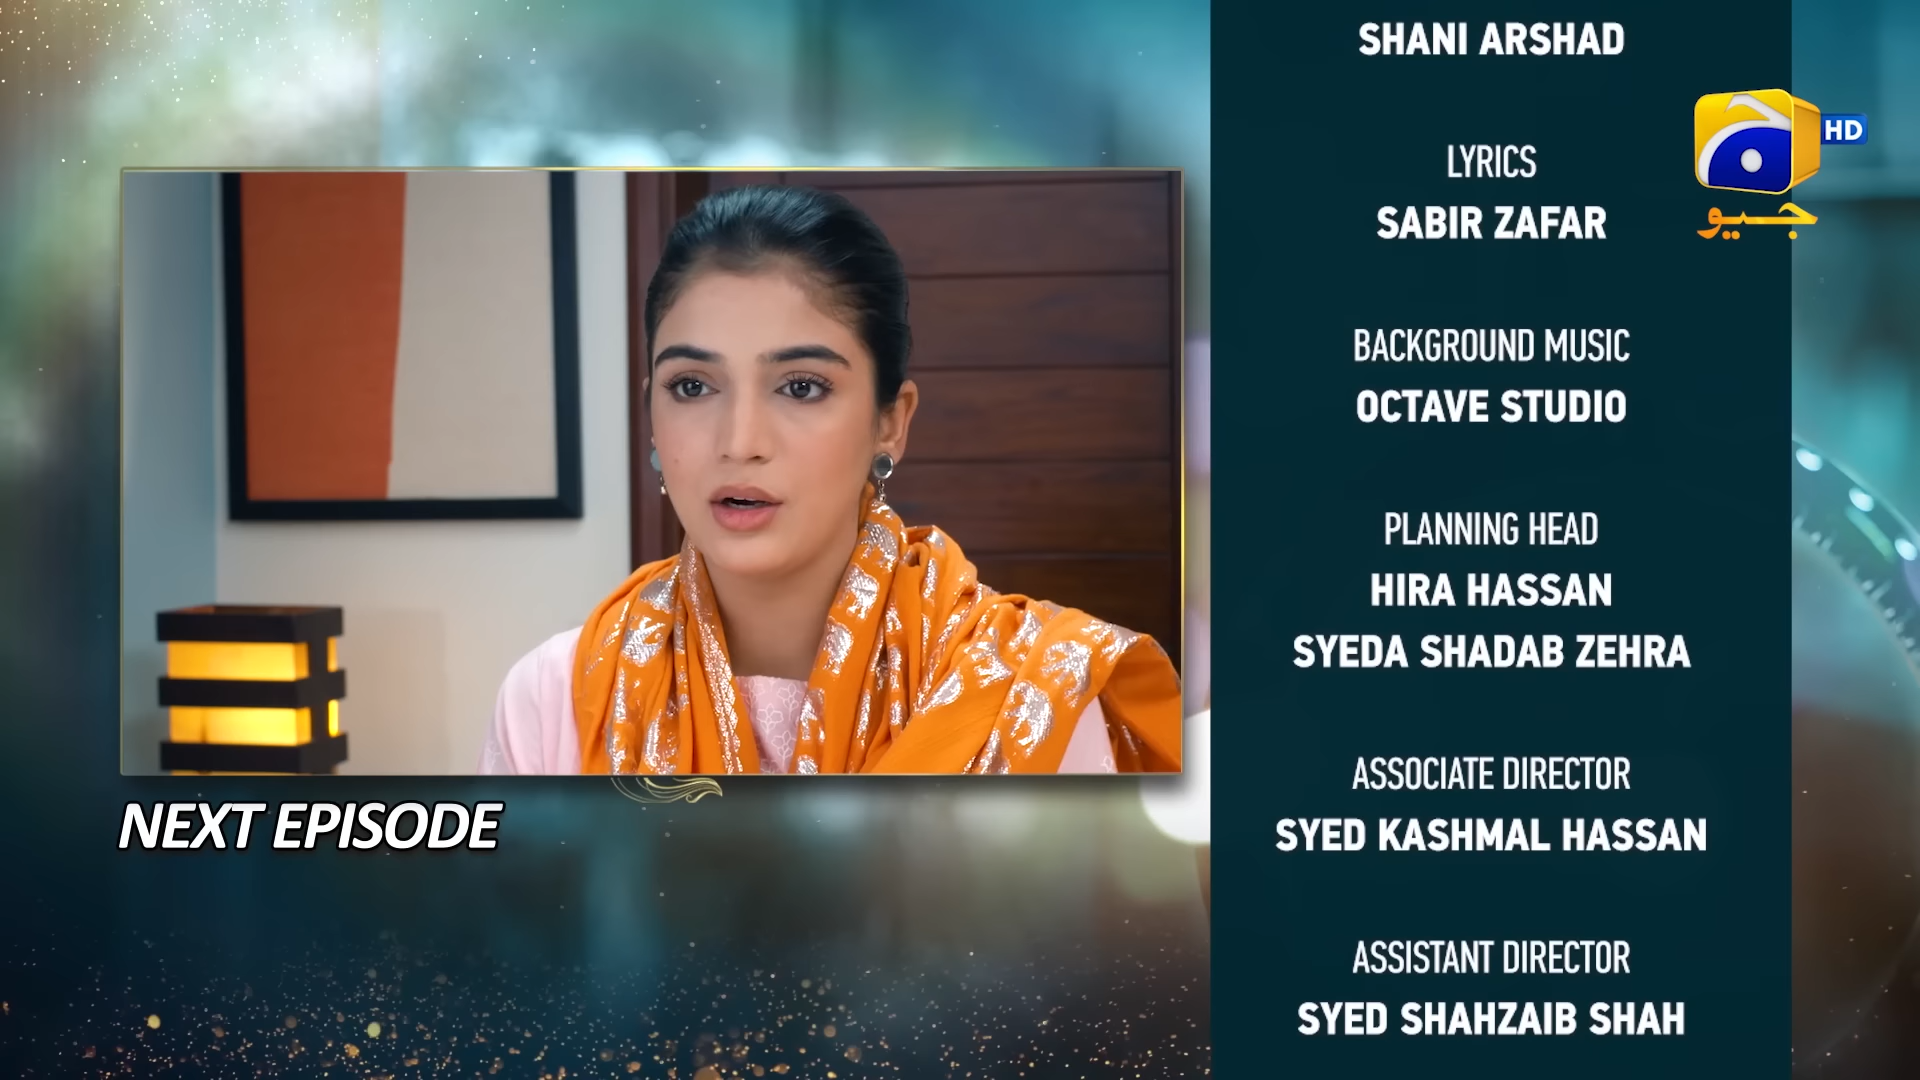 SHANI ARSHAD
HD
LYRICS
SABIR ZAFAR
جیو
BACKGROUND MUSIC
OCTAVE STUDIO
PLANNING HEAD
HIRA HASSAN
SYEDA SHADAB ZEHRA
ASSOCIATE DIRECTOR
SYED KASHMAL HASSAN
NEXT EPISODE
ASSISTANT DIRECTOR
SYED SHAHZAIB SHAH